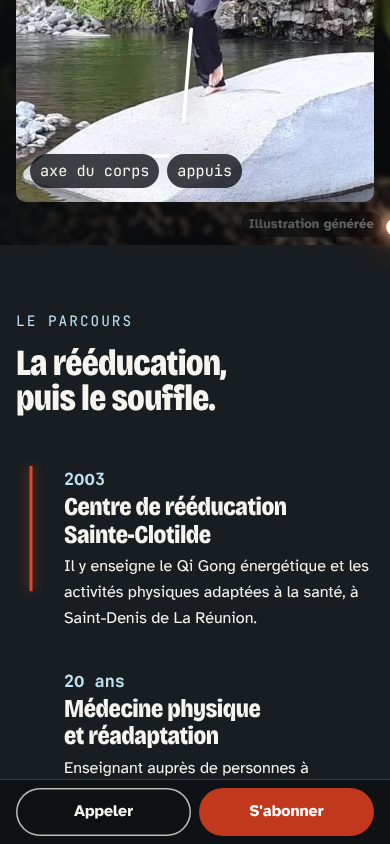 axe du corps
appuis
Illustration générée
LE PARCOURS
La rééducation,
puis le souffle.
2003
Centre de rééducation
Sainte-Clotilde
Il y enseigne le Qi Gong énergétique et les
activités physiques adaptées à la santé, à
Saint-Denis de La Réunion.
20 ans
Médecine physique
et réadaptation
Enseignant auprès de personnes à
Appeler
S'abonner